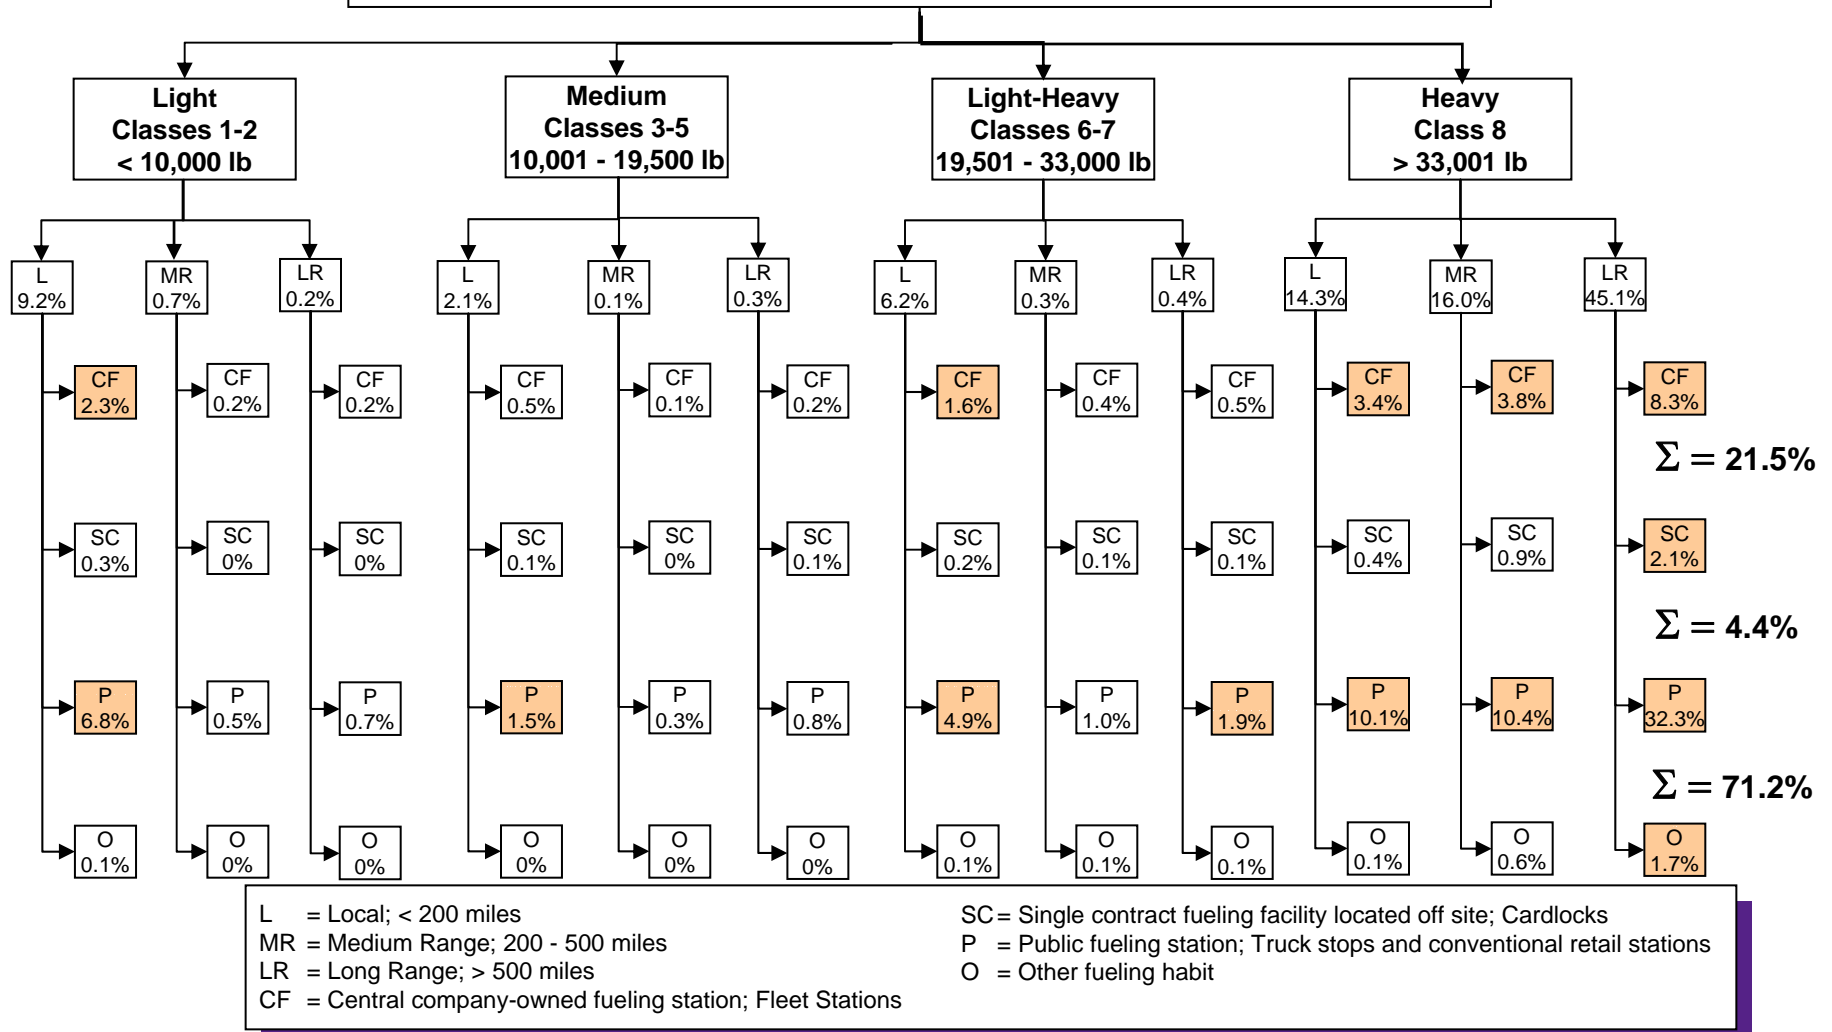 Light
Classes 1-2
< 10,000 lb
Medium
Classes 3-5
10,001 - 19,500 lb
Light-Heavy
Classes 6-7
19,501 - 33,000 lb
Heavy
Class 8
> 33,001 lb
L
9.2%
MR
0.7%
LR
0.2%
L
2.1%
MR
0.1%
LR
0.3%
L
6.2%
MR
0.3%
LR
0.4%
L
14.3%
MR
16.0%
LR
45.1%
CF
2.3%
CF
0.2%
CF
0.2%
CF
0.5%
CF
0.1%
CF
0.2%
CF
1.6%
CF
0.4%
CF
0.5%
CF
3.4%
CF
3.8%
CF
8.3%
Σ = 21.5%
SC
0.3%
SC
0%
SC
0%
SC
0.1%
SC
0%
SC
0.1%
SC
0.2%
SC
0.1%
SC
0.1%
SC
0.4%
SC
0.9%
SC
2.1%
Σ = 4.4%
P
6.8%
P
0.5%
P
0.7%
P
1.5%
P
0.3%
P
0.8%
P
4.9%
P
1.0%
P
1.9%
P
10.1%
P
10.4%
P
32.3%
Σ = 71.2%
O
0.1%
O
0%
O
0%
O
0%
O
0%
O
0%
O
0.1%
O
0.1%
O
0.1%
O
0.1%
O
0.6%
O
1.7%
L = Local; < 200 miles
MR = Medium Range; 200 - 500 miles
LR = Long Range; > 500 miles
CF = Central company-owned fueling station; Fleet Stations
SC = Single contract fueling facility located off site; Cardlocks
P = Public fueling station; Truck stops and conventional retail stations
O = Other fueling habit